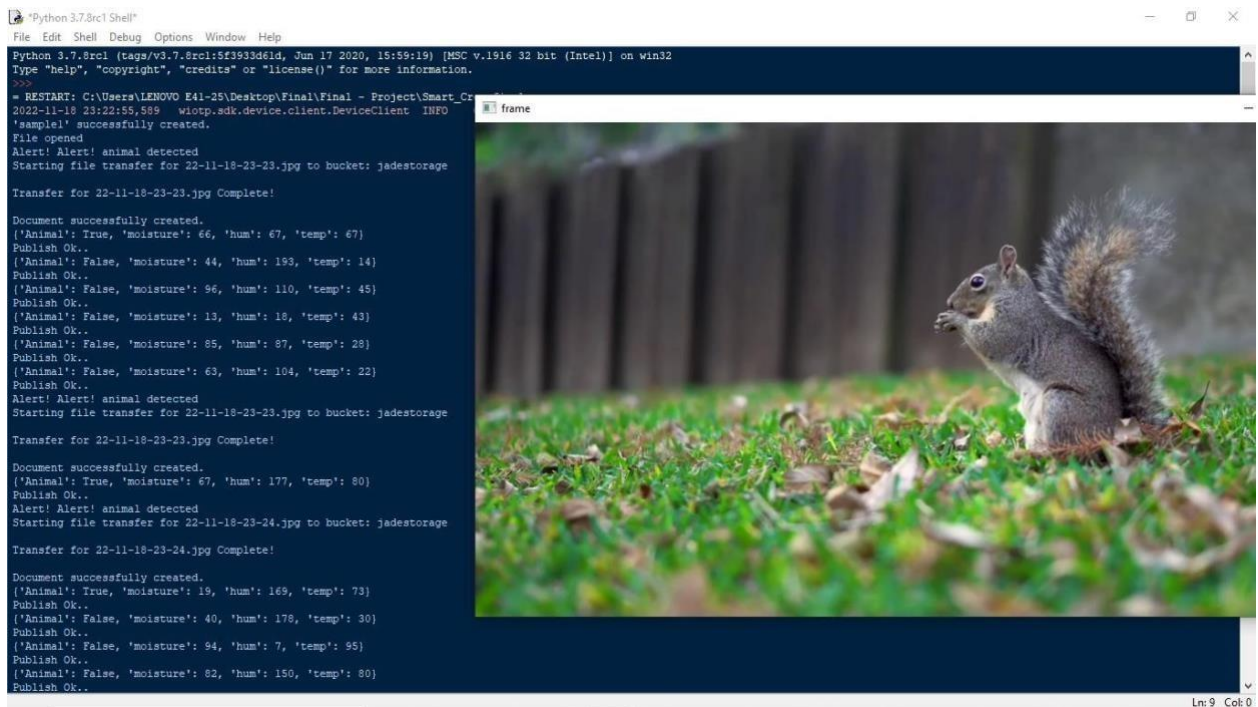 *Python 3.7.8rc1 Shell*
File Edit Shell Debug Options Window Help
Python 3.7.8rc1 (tags/v3.7.8rc1:5f3933d61d, Jun 17 2020, 15:59:19) [MSC v.1916 32 bit (Intel)] on win32
Type "help", "copyright", "credits" or "license()" for more information.
>>>
= RESTART: C:\Users\LENOVO E41-25\Desktop\Final\Final - Project\Smart_Cro
2022-11-18 23:22:55,589 wiotp.sdk.device.client.DeviceClient INFO
'sample1' successfully created.
File opened
Alert! Alert! animal detected
Starting file transfer for 22-11-18-23-23.jpg to bucket: jadestorage
Transfer for 22-11-18-23-23.jpg Complete!
Document successfully created.
{'Animal': True, 'moisture': 66, 'hum': 67, 'temp': 67}
Publish Ok..
{'Animal': False, 'moisture': 44, 'hum': 193, 'temp': 14}
Publish Ok..
{'Animal': False, 'moisture': 96, 'hum': 110, 'temp': 45}
Publish Ok..
{'Animal': False, 'moisture': 13, 'hum': 18, 'temp': 43}
Publish Ok..
{'Animal': False, 'moisture': 85, 'hum': 87, 'temp': 28}
Publish Ok..
{'Animal': False, 'moisture': 63, 'hum': 104, 'temp': 22}
Publish Ok..
Alert! Alert! animal detected
Starting file transfer for 22-11-18-23-23.jpg to bucket: jadestorage
Transfer for 22-11-18-23-23.jpg Complete!
Document successfully created.
{'Animal': True, 'moisture': 67, 'hum': 177, 'temp': 80}
Publish Ok..
Alert! Alert! animal detected
Starting file transfer for 22-11-18-23-24.jpg to bucket: jadestorage
Transfer for 22-11-18-23-24.jpg Complete!
Document successfully created.
{'Animal': True, 'moisture': 19, 'hum': 169, 'temp': 73}
Publish Ok..
{'Animal': False, 'moisture': 40, 'hum': 178, 'temp': 30}
Publish Ok..
{'Animal': False, 'moisture': 94, 'hum': 7, 'temp': 95}
Publish Ok..
{'Animal': False, 'moisture': 82, 'hum': 150, 'temp': 80}
Publish Ok..
frame
Ln: 9 Col: 0